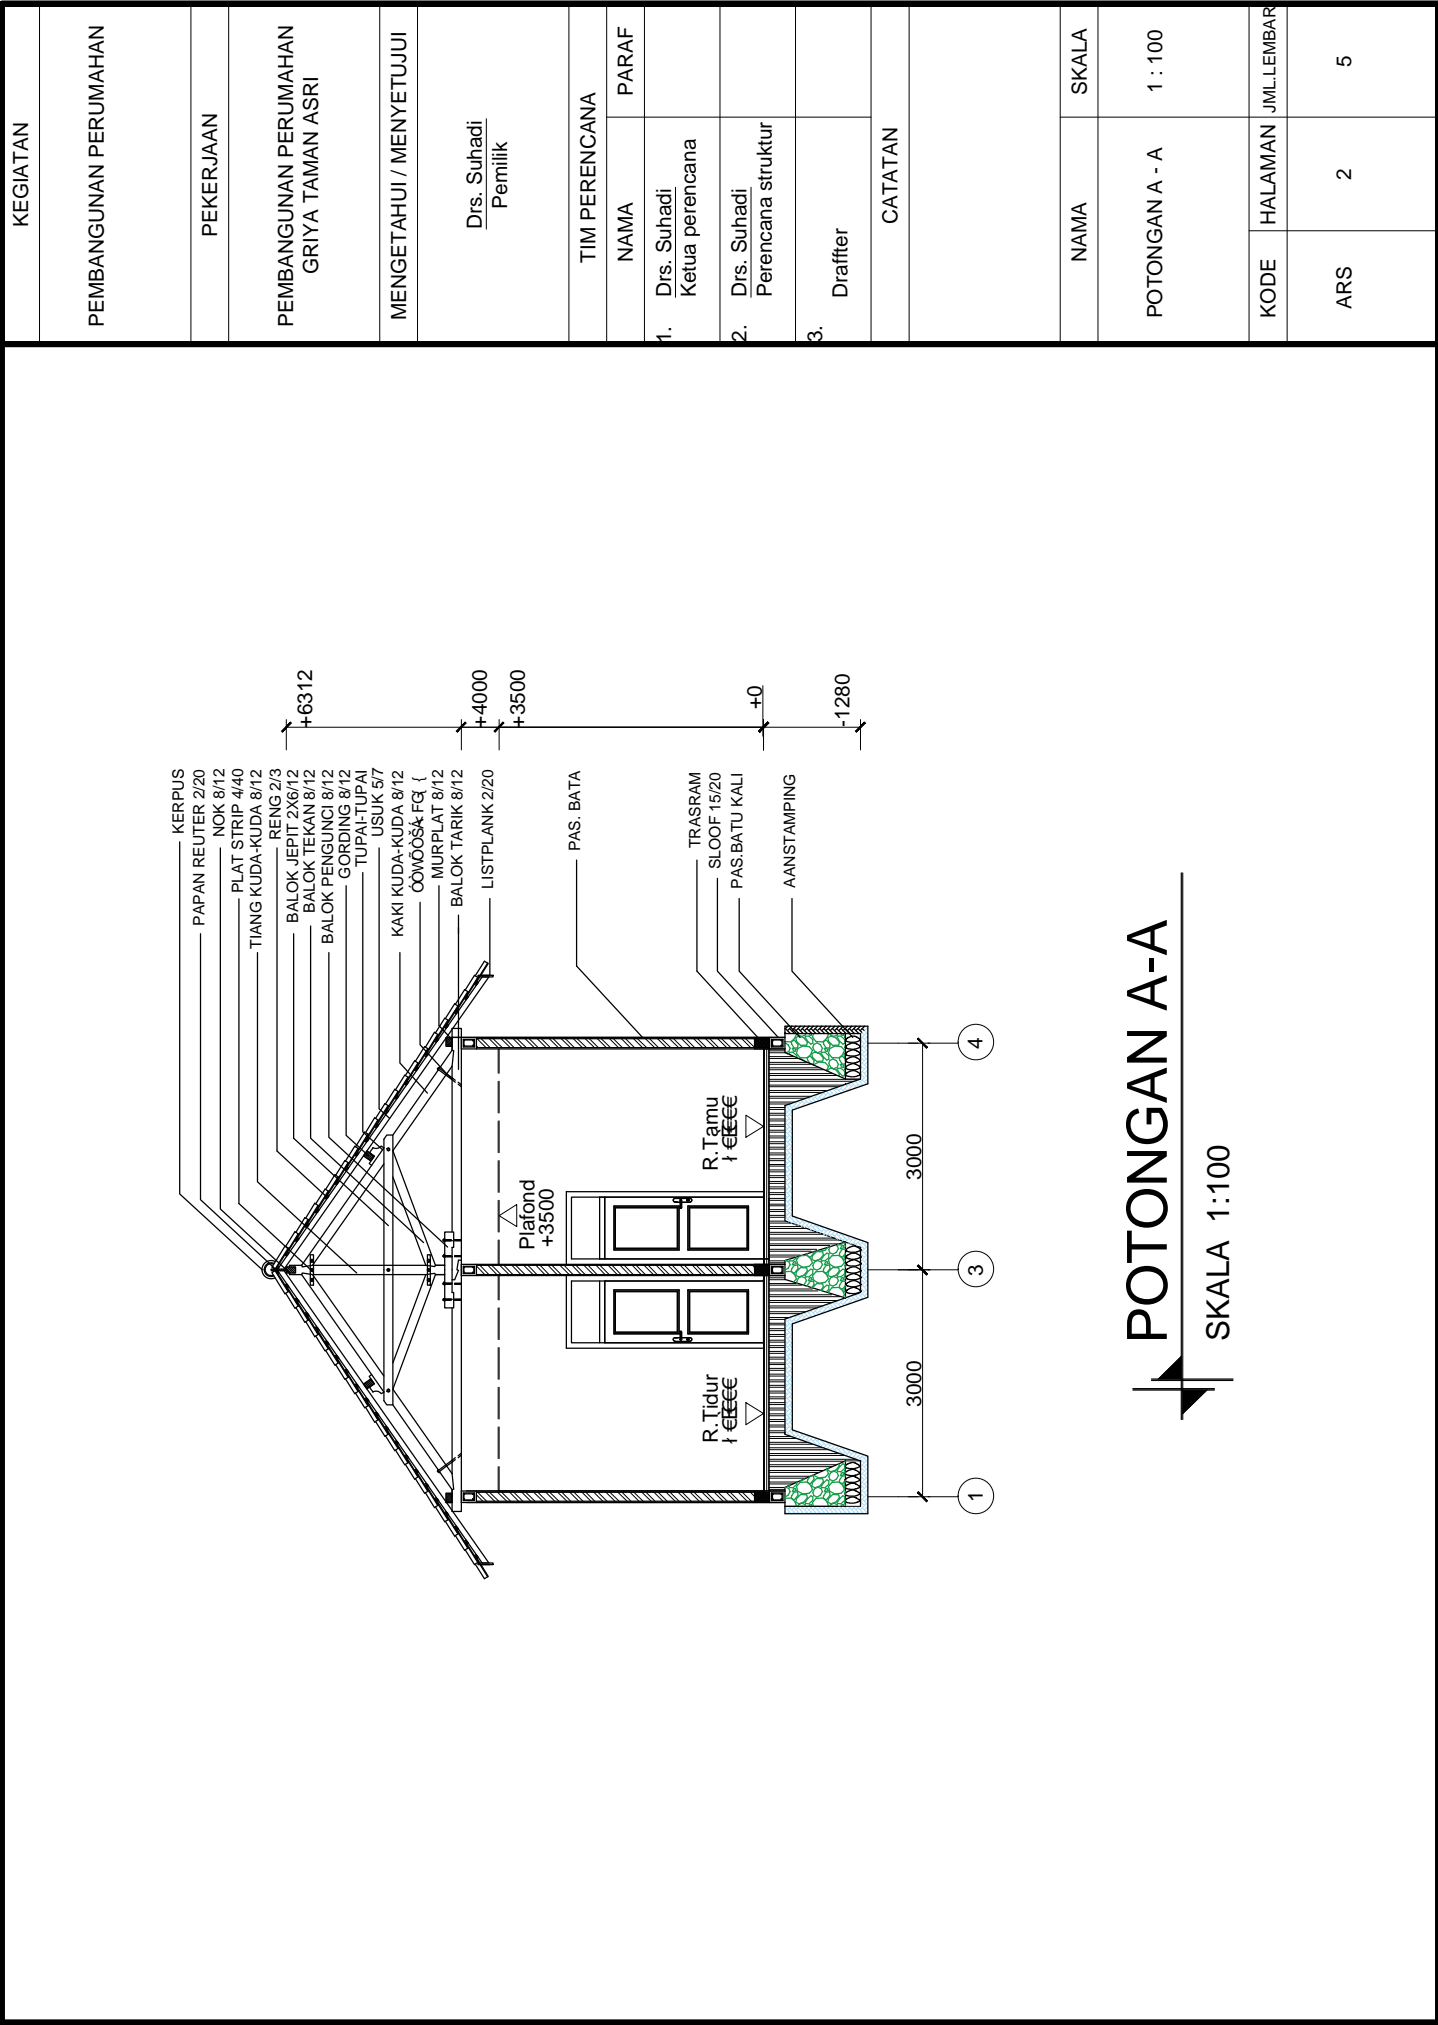 KERPUS
PAPAN REUTER 2/20
NOK 8/12
PLAT STRIP 4/40
TIANG KUDA-KUDA 8/12
RENG 2/3
BALOK JEPIT 2X6/12
BALOK TEKAN 8/12
BALOK PENGUNCI 8/12
GORDING 8/12
TUPAI-TUPAI
USUK 5/7
KAKI KUDA-KUDA 8/12
MURPLAT 8/12
BALOK TARIK 8/12
LISTPLANK 2/20
PAS. BATA
TRASRAM
SLOOF 15/20
PAS.BATU KALI
AANSTAMPING
+6312
+4000
+3500
+0
-1280
Plafond
+3500
R.Tidur
R.Tamu
3000
3000
1
3
4
POTONGAN A-A
SKALA 1:100
KEGIATAN
PEMBANGUNAN PERUMAHAN
PEKERJAAN
PEMBANGUNAN PERUMAHAN
GRIYA TAMAN ASRI
MENGETAHUI / MENYETUJUI
Drs. Suhadi
Pemilik
TIM PERENCANA
NAMA PARAF
1. Drs. Suhadi
Ketua perencana
2. Drs. Suhadi
Perencana struktur
3. Draffter
CATATAN
NAMA SKALA
POTONGAN A - A 1 : 100
KODE HALAMAN JML.LEMBAR
ARS 2 5